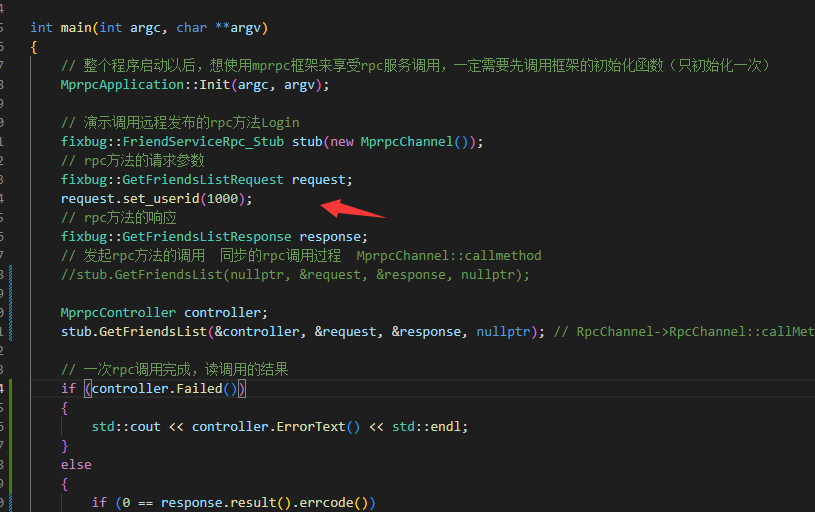 int main(int argc, char **argv)
{
// 整个程序启动以后，想使用mprpc框架来享受rpc服务调用，一定需要先调用框架的初始化函数（只初始化一次）
MprpcApplication::Init(argc, argv);
// 演示调用远程发布的rpc方法Login
fixbug::FriendServiceRpc_Stub stub(new MprpcChannel());
// rpc方法的请求参数
fixbug::GetFriendsListRequest request;
request.set_userid(1000);
// rpc方法的响应
fixbug::GetFriendsListResponse response;
// 发起rpc方法的调用  同步的rpc调用过程  MprpcChannel::callmethod
//stub.GetFriendsList(nullptr, &request, &response, nullptr);
MprpcController controller;
stub.GetFriendsList(&controller, &request, &response, nullptr); // RpcChannel->RpcChannel::callMet
// 一次rpc调用完成，读调用的结果
if (controller.Failed())
{
std::cout << controller.ErrorText() << std::endl;
}
else
{
if (0 == response.result().errcode())